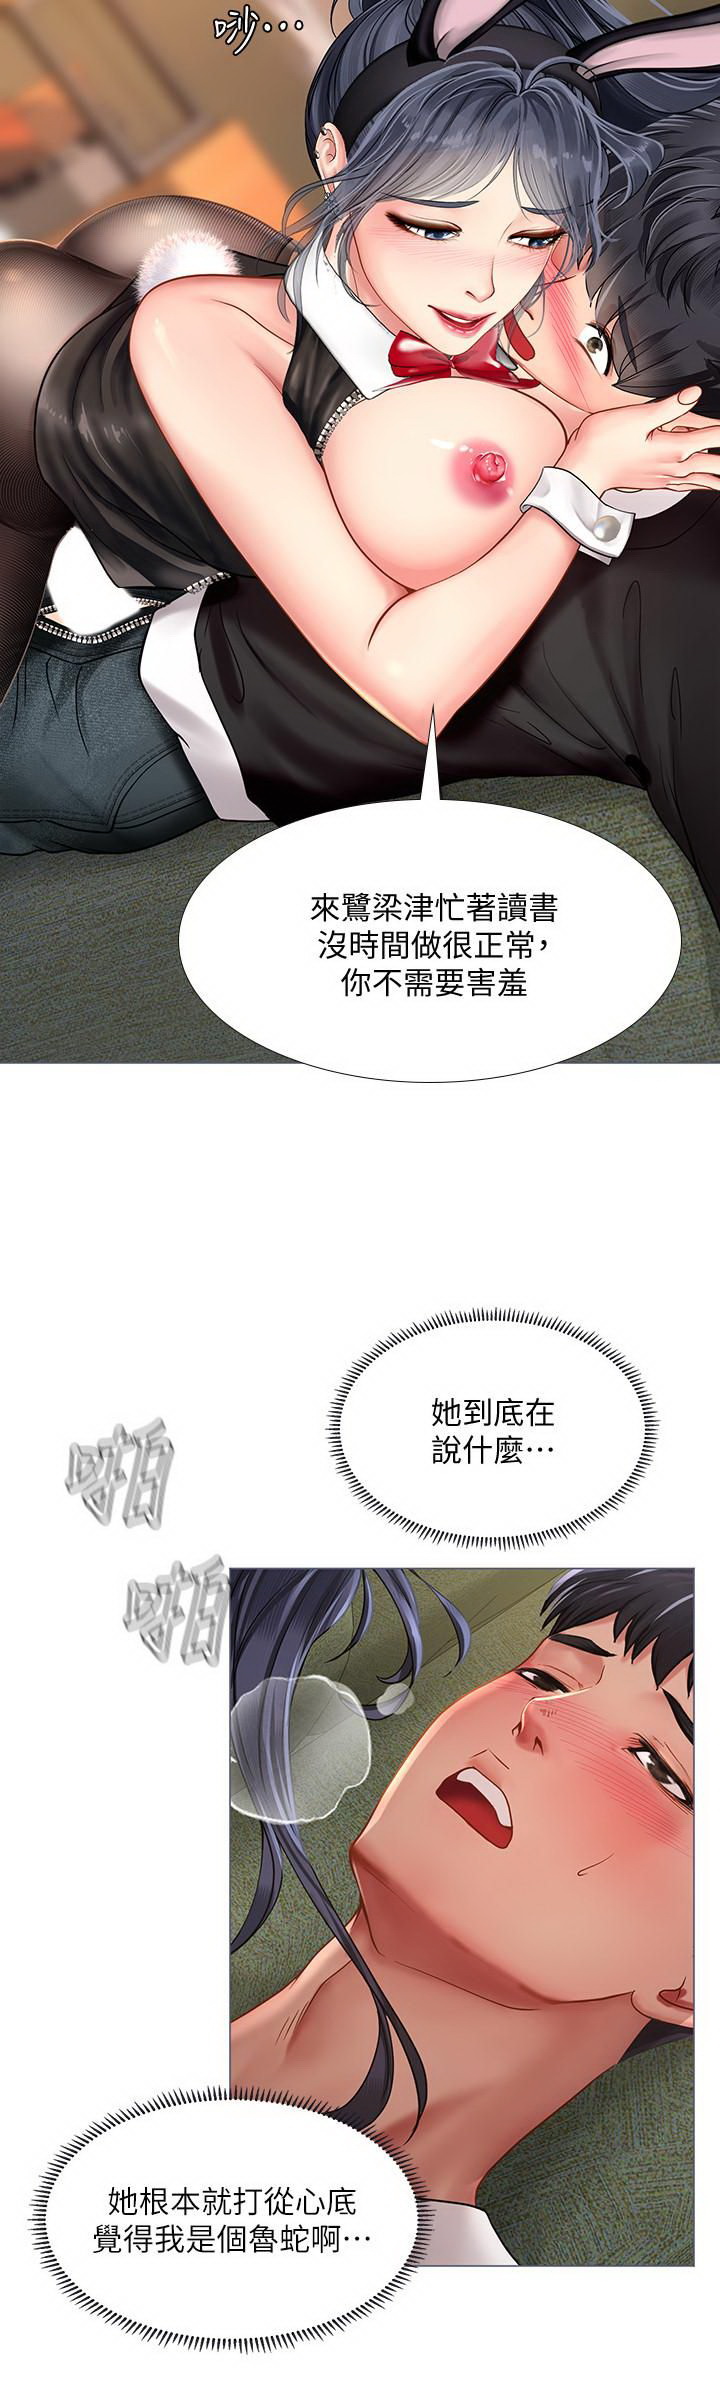 唦…
來鷺梁津忙著讀書
沒時間做很正常，
你不需要害羞
她到底在
說什麼…
啪
啪
她根本就打從心底
覺得我是個魯蛇啊…